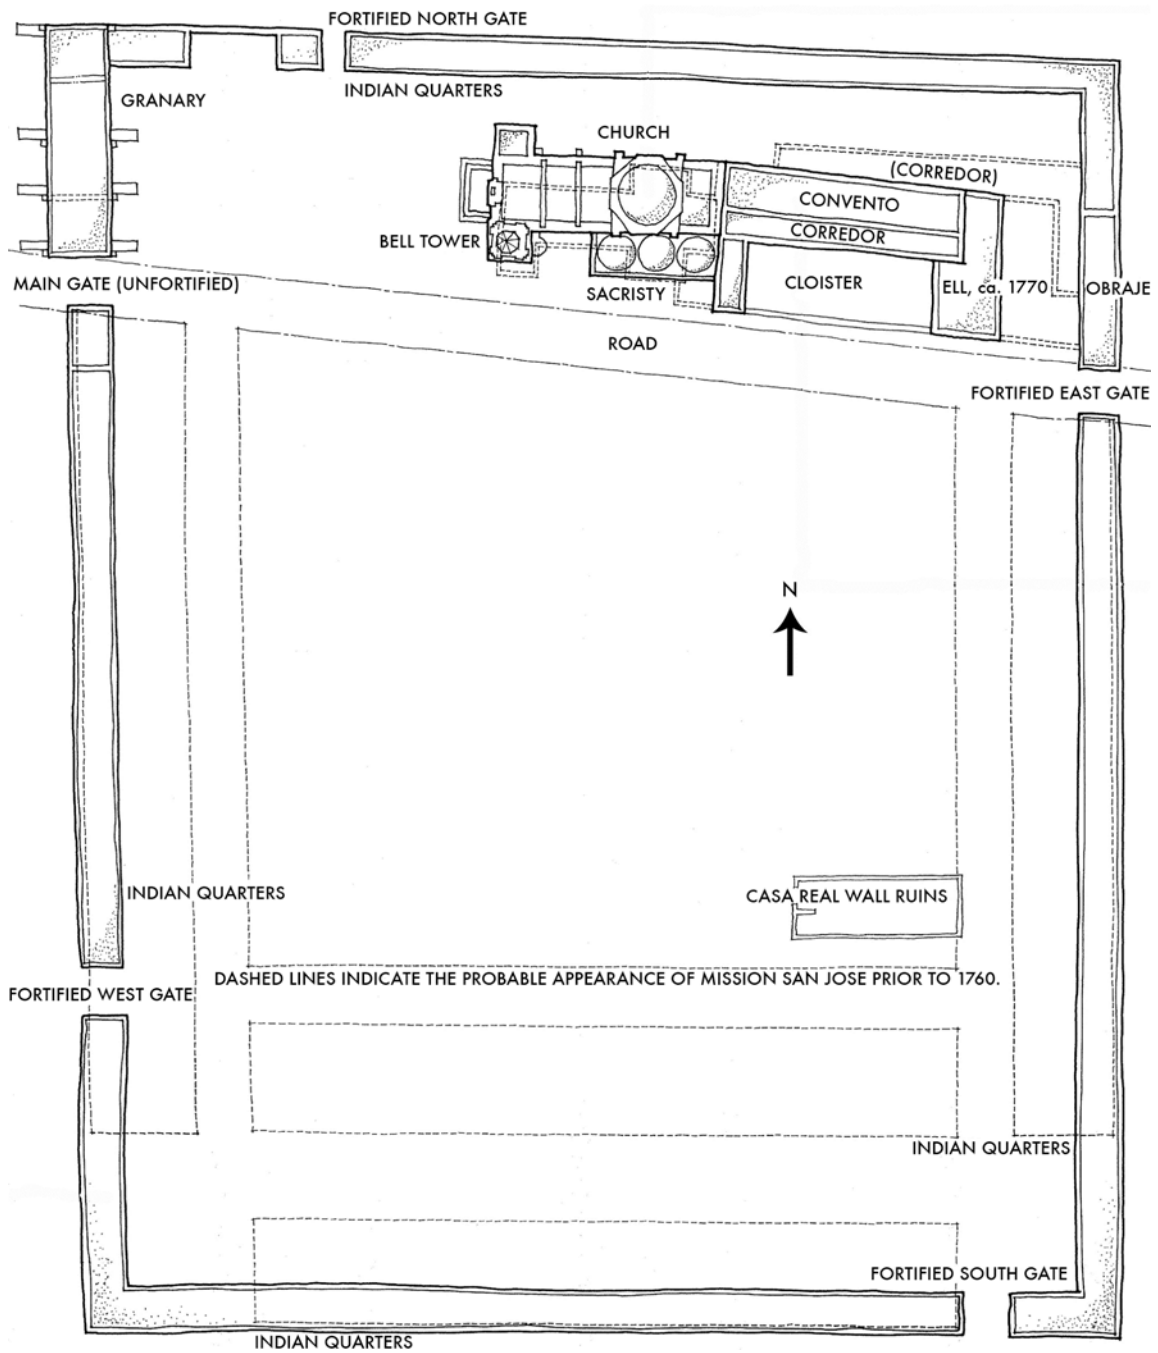 FORTIFIED NORTH GATE
INDIAN QUARTERS
GRANARY
CHURCH
(CORREDOR)
CONVENTO
CORREDOR
BELL TOWER
MAIN GATE (UNFORTIFIED)
SACRISTY
CLOISTER
ELL, ca. 1770
OBRAJE
ROAD
FORTIFIED EAST GATE
N
INDIAN QUARTERS
CASA REAL WALL RUINS
DASHED LINES INDICATE THE PROBABLE APPEARANCE OF MISSION SAN JOSE PRIOR TO 1760.
FORTIFIED WEST GATE
INDIAN QUARTERS
FORTIFIED SOUTH GATE
INDIAN QUARTERS